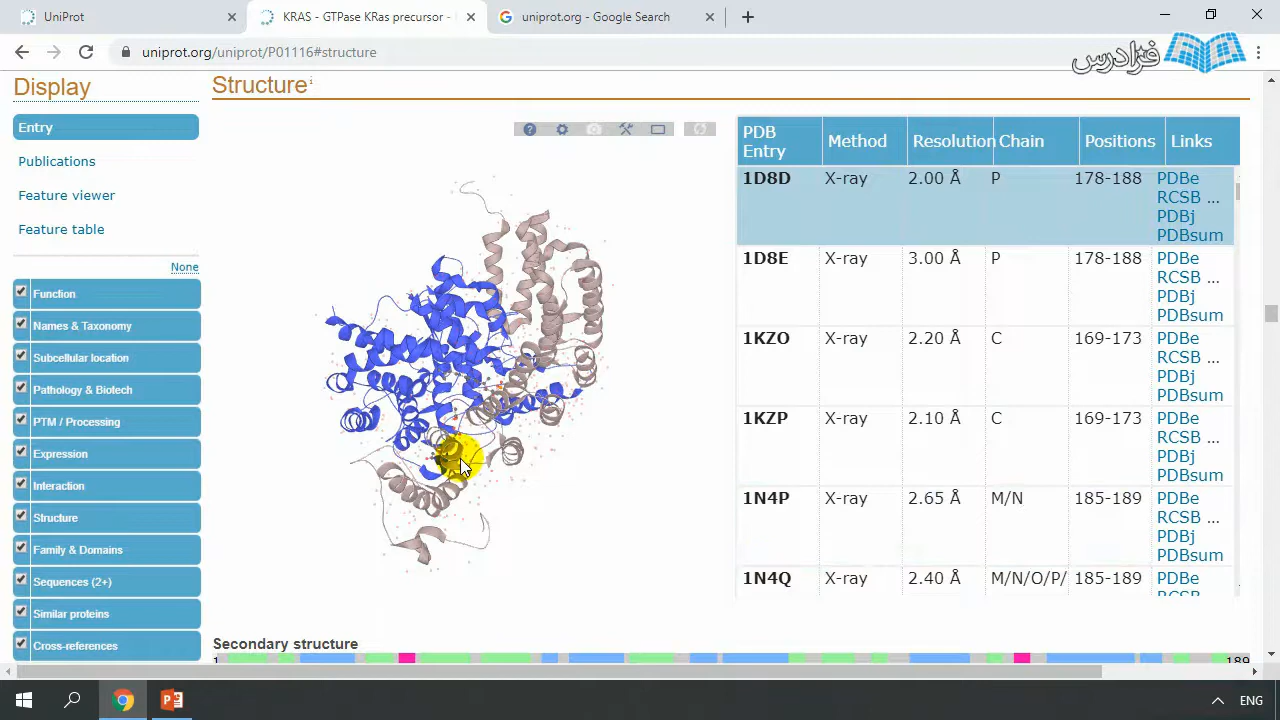 UniProt
KRAS - GTPase KRas precursor -
uniprot.org - Google Search
uniprot.org/uniprot/P01116#structure
فرادرس
Display
Entry
Publications
Feature viewer
Feature table
None
Function
Names & Taxonomy
Subcellular location
Pathology & Biotech
PTM / Processing
Expression
Interaction
Structure
Family & Domains
Sequences (2+)
Similar proteins
Cross-references
Structure i
PDB Entry Method Resolution Chain Positions Links
1D8D X-ray 2.00 Å P 178-188 PDBe
RCSB ...
PDBj
PDBsum
1D8E X-ray 3.00 Å P 178-188 PDBe
RCSB ...
PDBj
PDBsum
1KZO X-ray 2.20 Å C 169-173 PDBe
RCSB ...
PDBj
PDBsum
1KZP X-ray 2.10 Å C 169-173 PDBe
RCSB ...
PDBj
PDBsum
1N4P X-ray 2.65 Å M/N 185-189 PDBe
RCSB ...
PDBj
PDBsum
1N4Q X-ray 2.40 Å M/N/O/P/ 185-189 PDBe
Secondary structure
1 189
ENG